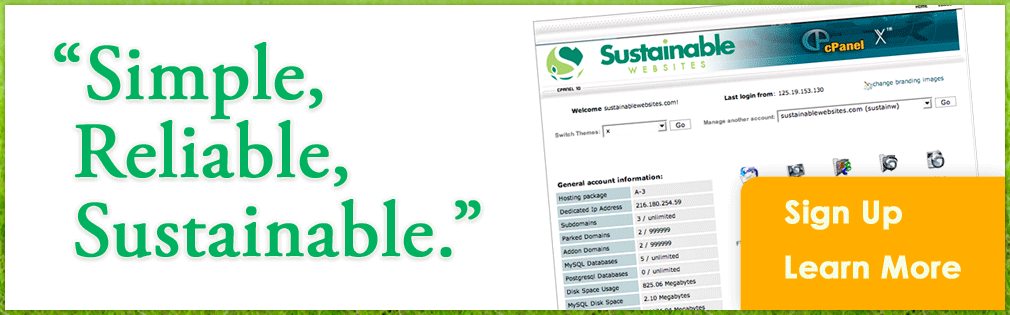 “Simple,
Reliable,
Sustainable.”
Sustainable
WEBSITES
cPanel X™
CPANEL 10
Welcome sustainablewebsites.com!
Last login from: 125.19.153.130
change branding images
Switch Themes: x Go
Manage another account: sustainablewebsites.com (sustainw) Go
General account information:
Hosting package A-3
Dedicated Ip Address 216.180.254.59
Subdomains 3 / unlimited
Parked Domains 2 / 999999
Addon Domains 2 / 999999
MySQL Databases 5 / unlimited
Postgresql Databases 0 / unlimited
Disk Space Usage 825.06 Megabytes
MySQL Disk Space 2.10 Megabytes
Sign Up
Learn More